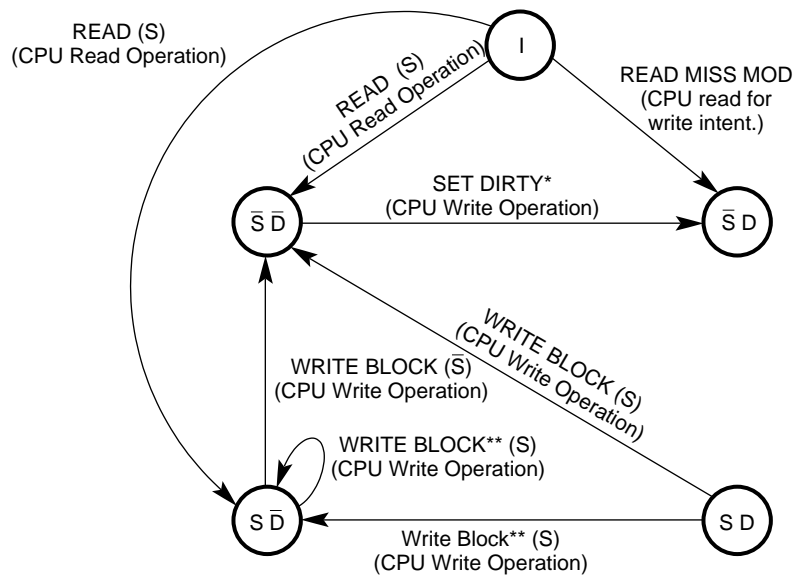 READ (S)
(CPU Read Operation)
I
READ (S)
(CPU Read Operation)
READ MISS MOD
(CPU read for
write intent.)
SET DIRTY*
(CPU Write Operation)
S̅ D̅
S̅ D
WRITE BLOCK (S)
(CPU Write Operation)
WRITE BLOCK (S̅)
(CPU Write Operation)
WRITE BLOCK** (S)
(CPU Write Operation)
S D̅
S D
Write Block** (S)
(CPU Write Operation)